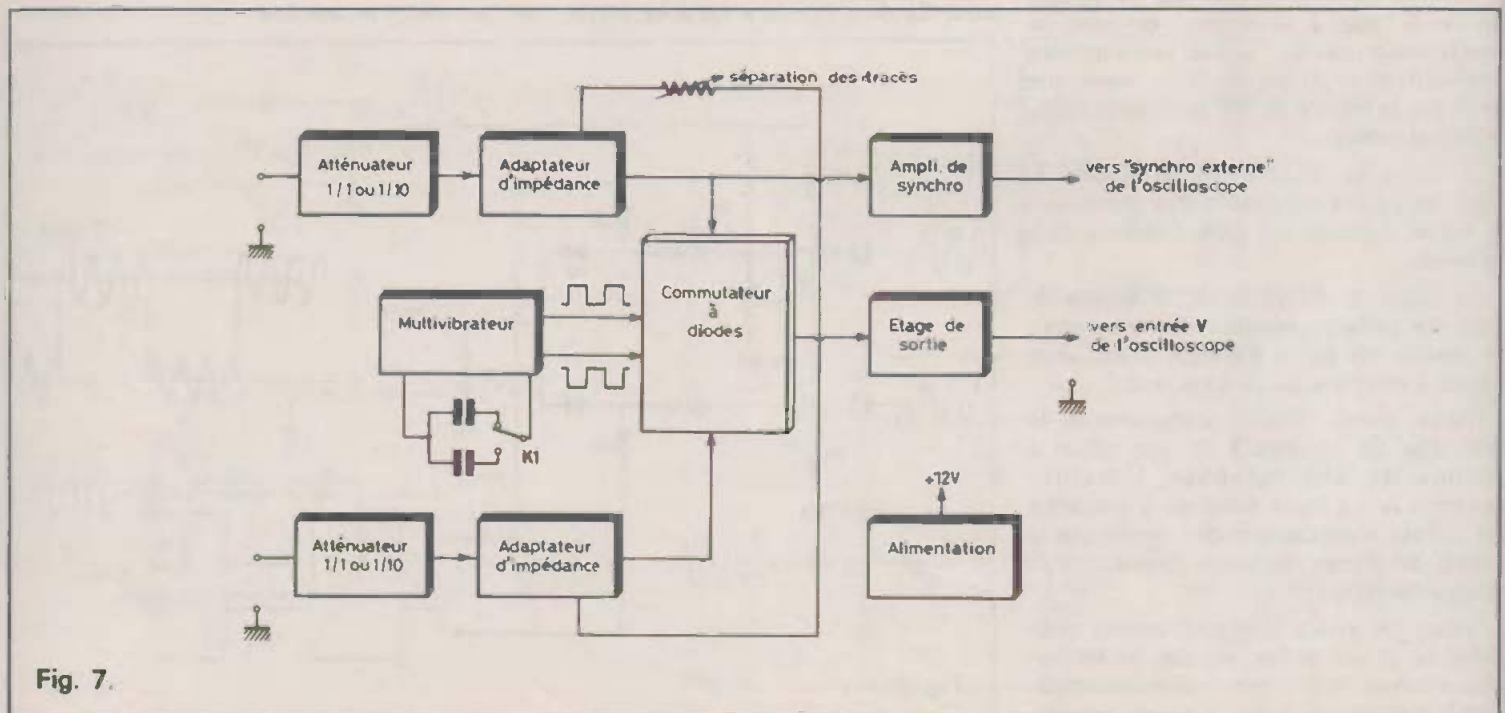 séparation des tracés
Atténuateur
1/1 ou 1/10
Adaptateur
d'impédance
Ampli. de
synchro
vers "synchro externe"
de l'oscilloscope
Multivibrateur
Commutateur
à
diodes
Etage de
sortie
vers entrée V
de l'oscilloscope
K1
Atténuateur
1/1 ou 1/10
Adaptateur
d'impédance
+12V
Alimentation
Fig. 7.